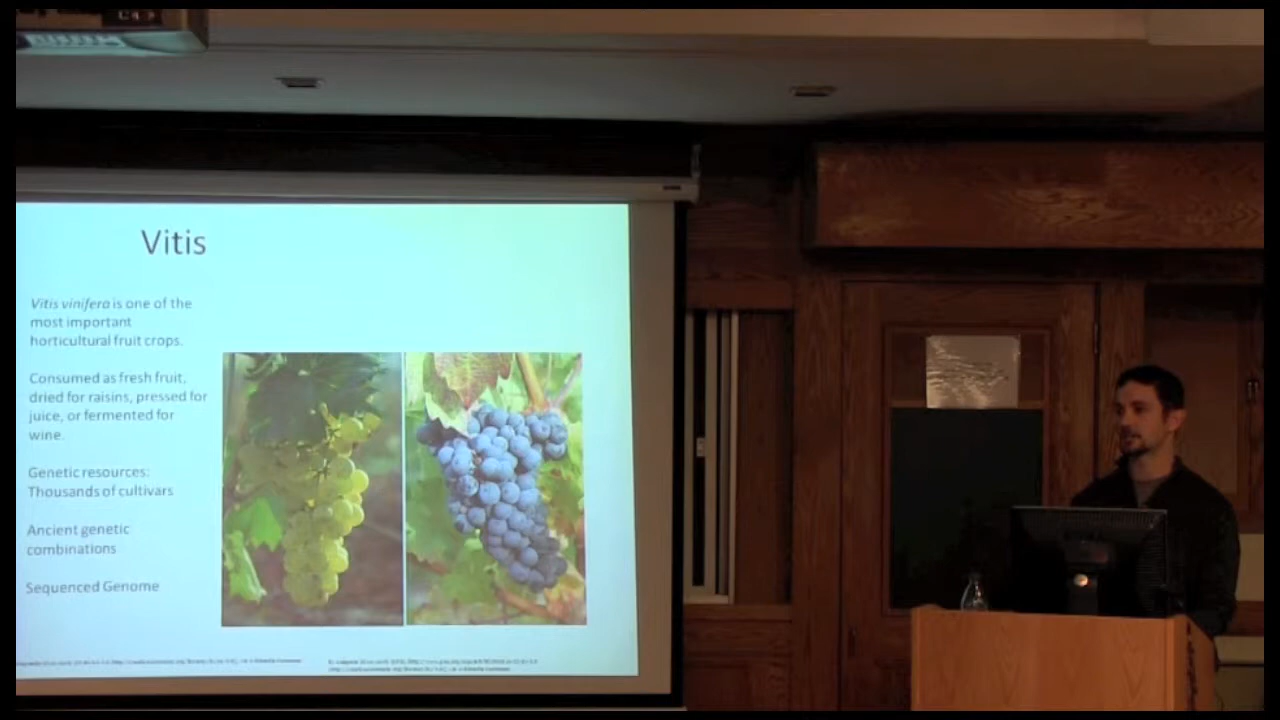 Vitis
Vitis vinifera is one of the
most important
horticultural fruit crops.
Consumed as fresh fruit,
dried for raisins, pressed for
juice, or fermented for
wine.
Genetic resources:
Thousands of cultivars
Ancient genetic
combinations
Sequenced Genome